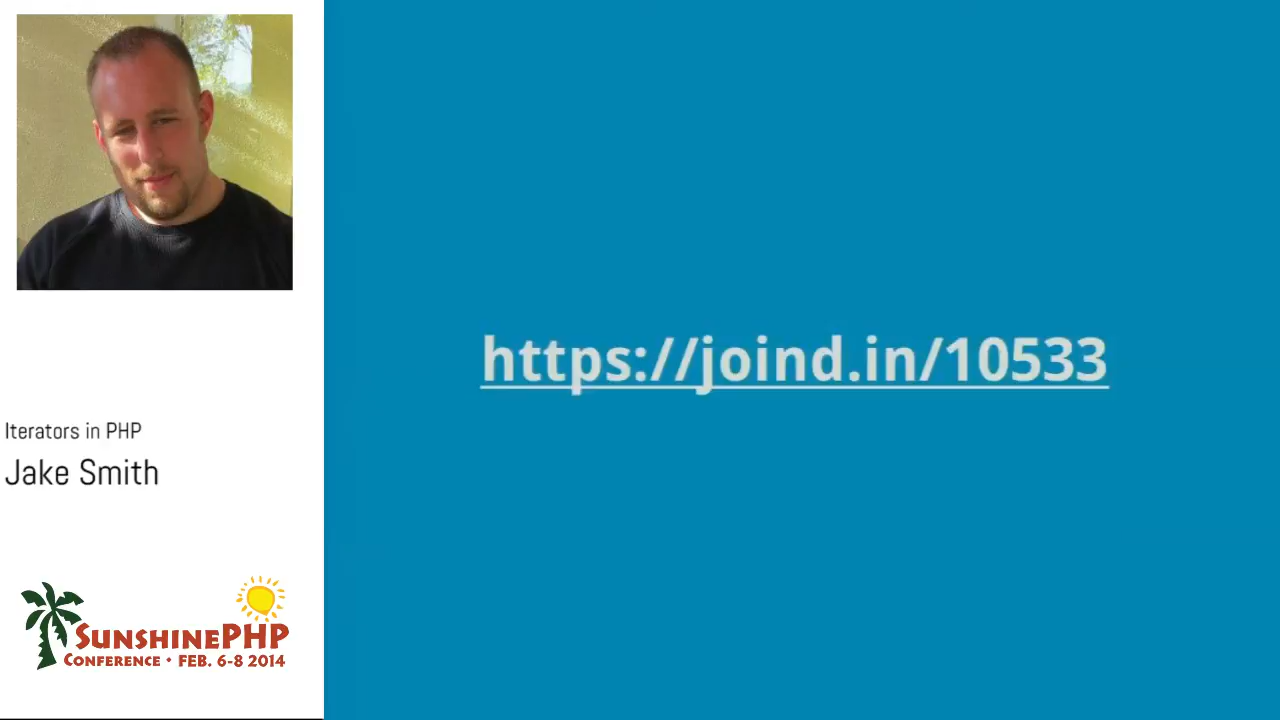 https://joind.in/10533
Iterators in PHP
Jake Smith
SUNSHINEPHP
CONFERENCE • FEB. 6-8 2014